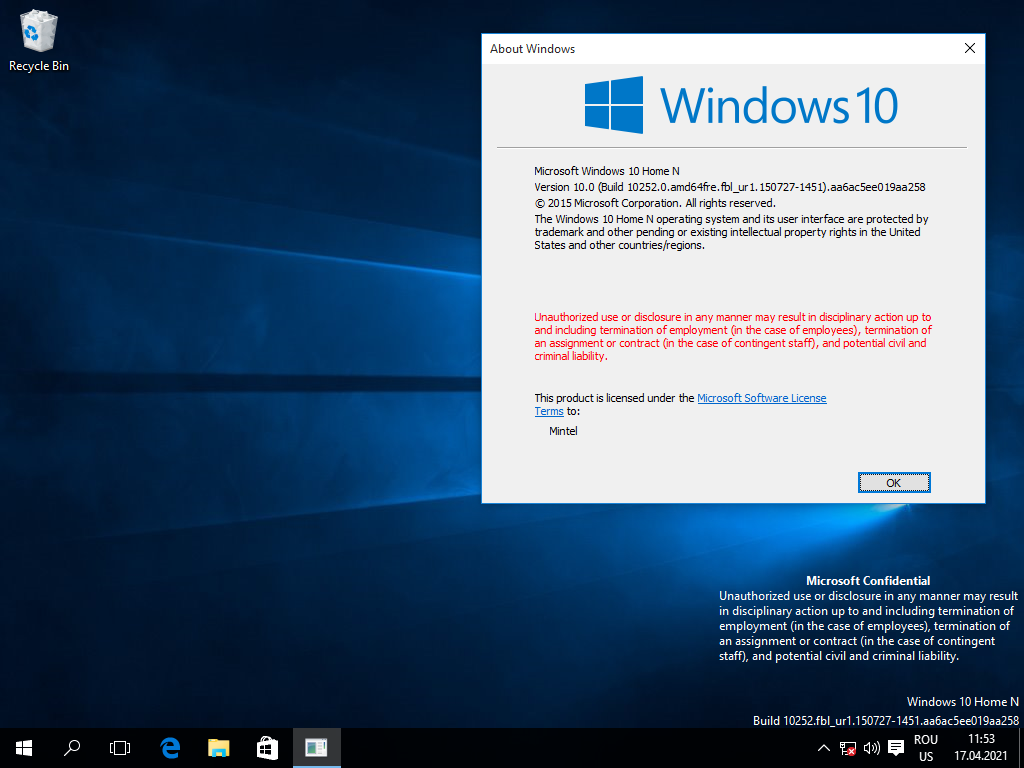 Recycle Bin
About Windows
Windows 10
Microsoft Windows 10 Home N
Version 10.0 (Build 10252.0.amd64fre.fbl_ur1.150727-1451).aa6ac5ee019aa258
© 2015 Microsoft Corporation. All rights reserved.
The Windows 10 Home N operating system and its user interface are protected by
trademark and other pending or existing intellectual property rights in the United
States and other countries/regions.
Unauthorized use or disclosure in any manner may result in disciplinary action up to
and including termination of employment (in the case of employees), termination of
an assignment or contract (in the case of contingent staff), and potential civil and
criminal liability.
This product is licensed under the Microsoft Software License
Terms to:
Mintel
OK
Microsoft Confidential
Unauthorized use or disclosure in any manner may result
in disciplinary action up to and including termination of
employment (in the case of employees), termination of
an assignment or contract (in the case of contingent
staff), and potential civil and criminal liability.
Windows 10 Home N
Build 10252.fbl_ur1.150727-1451.aa6ac5ee019aa258
ROU
US
11:53
17.04.2021